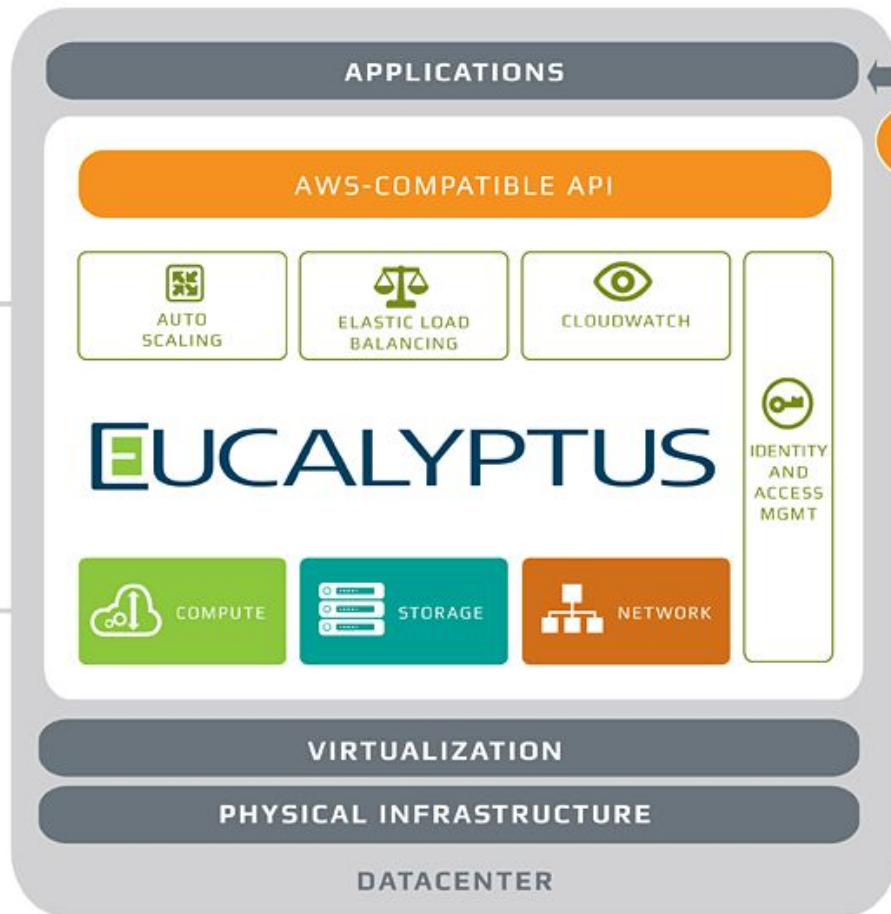 APPLICATIONS
AWS-COMPATIBLE API
AUTO
SCALING
ELASTIC LOAD
BALANCING
CLOUDWATCH
IDENTITY
AND
ACCESS
MGMT
EUCALYPTUS
COMPUTE
STORAGE
NETWORK
VIRTUALIZATION
PHYSICAL INFRASTRUCTURE
DATACENTER